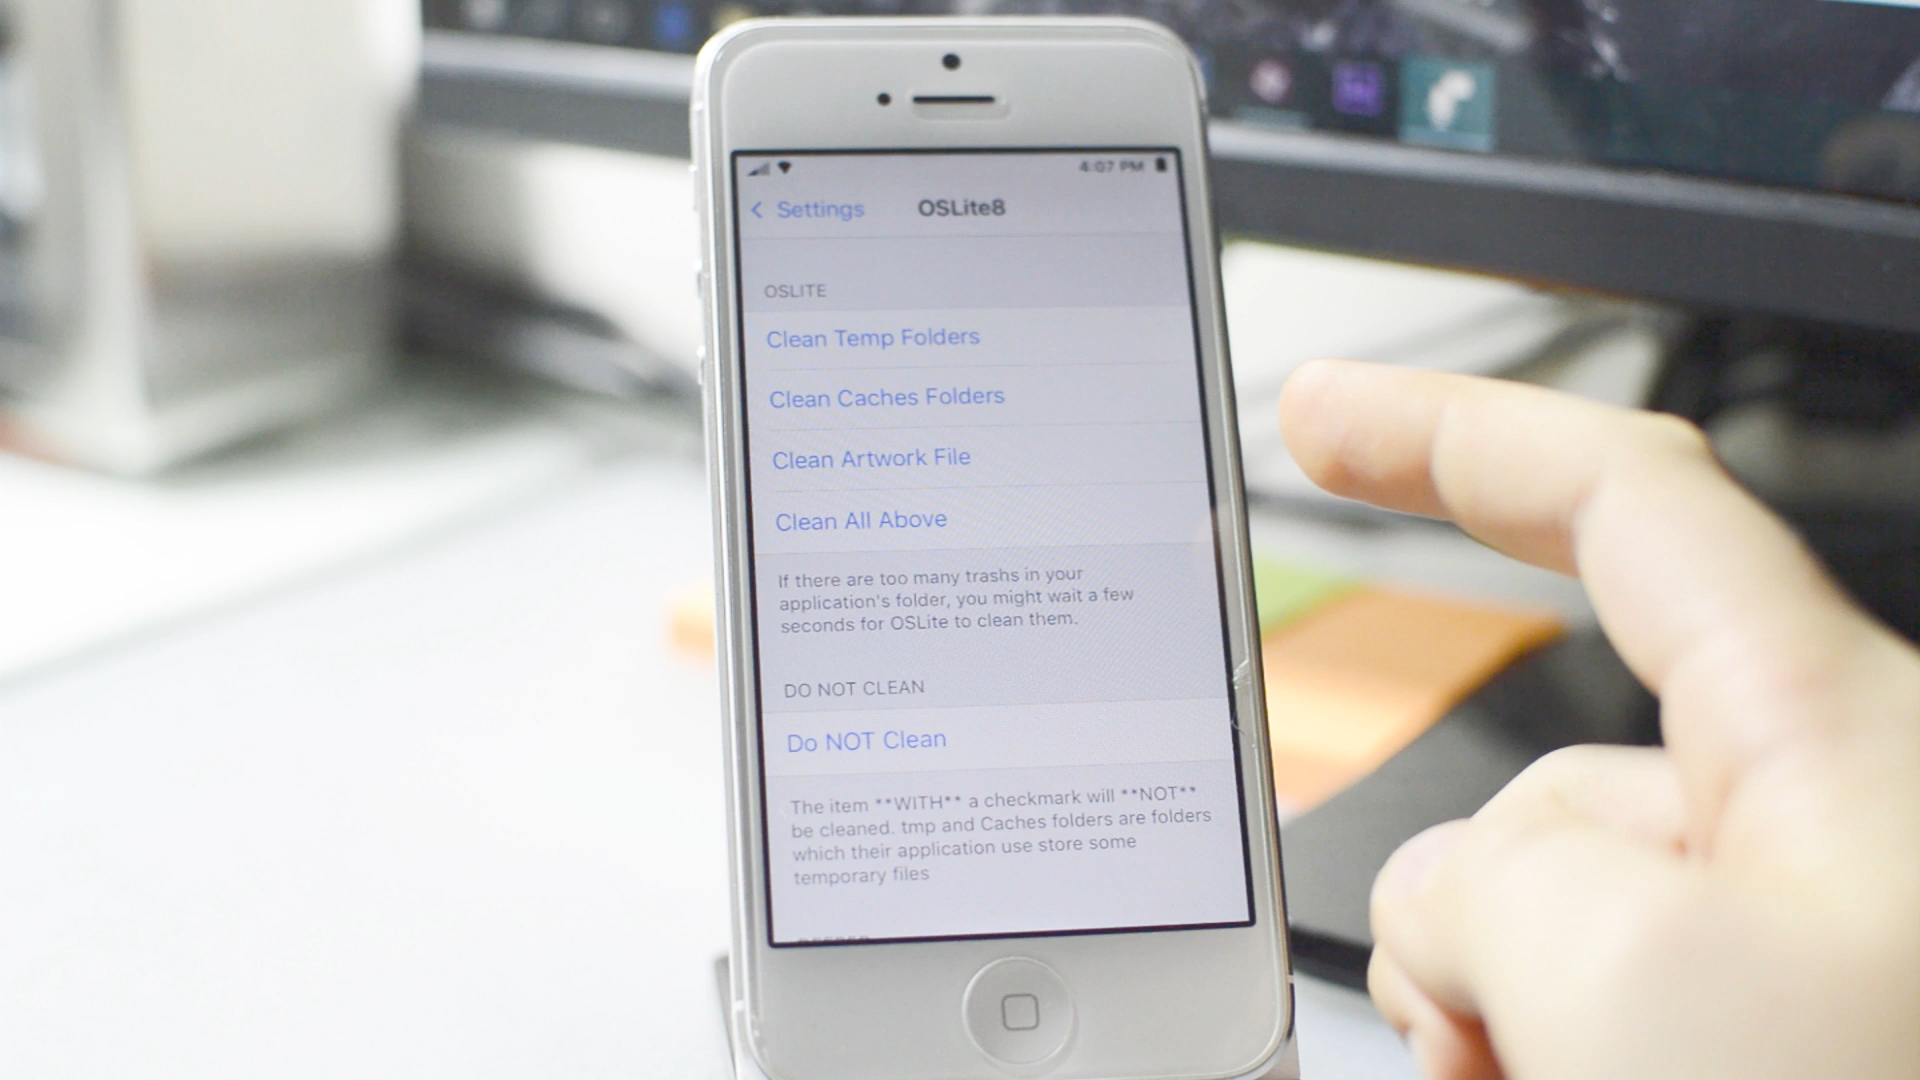 4:07 PM
Settings
OSLite8
OSLITE
Clean Temp Folders
Clean Caches Folders
Clean Artwork File
Clean All Above
If there are too many trashs in your
application's folder, you might wait a few
seconds for OSLite to clean them.
DO NOT CLEAN
Do NOT Clean
The item **WITH** a checkmark will **NOT**
be cleaned. tmp and Caches folders are folders
which their application use store some
temporary files